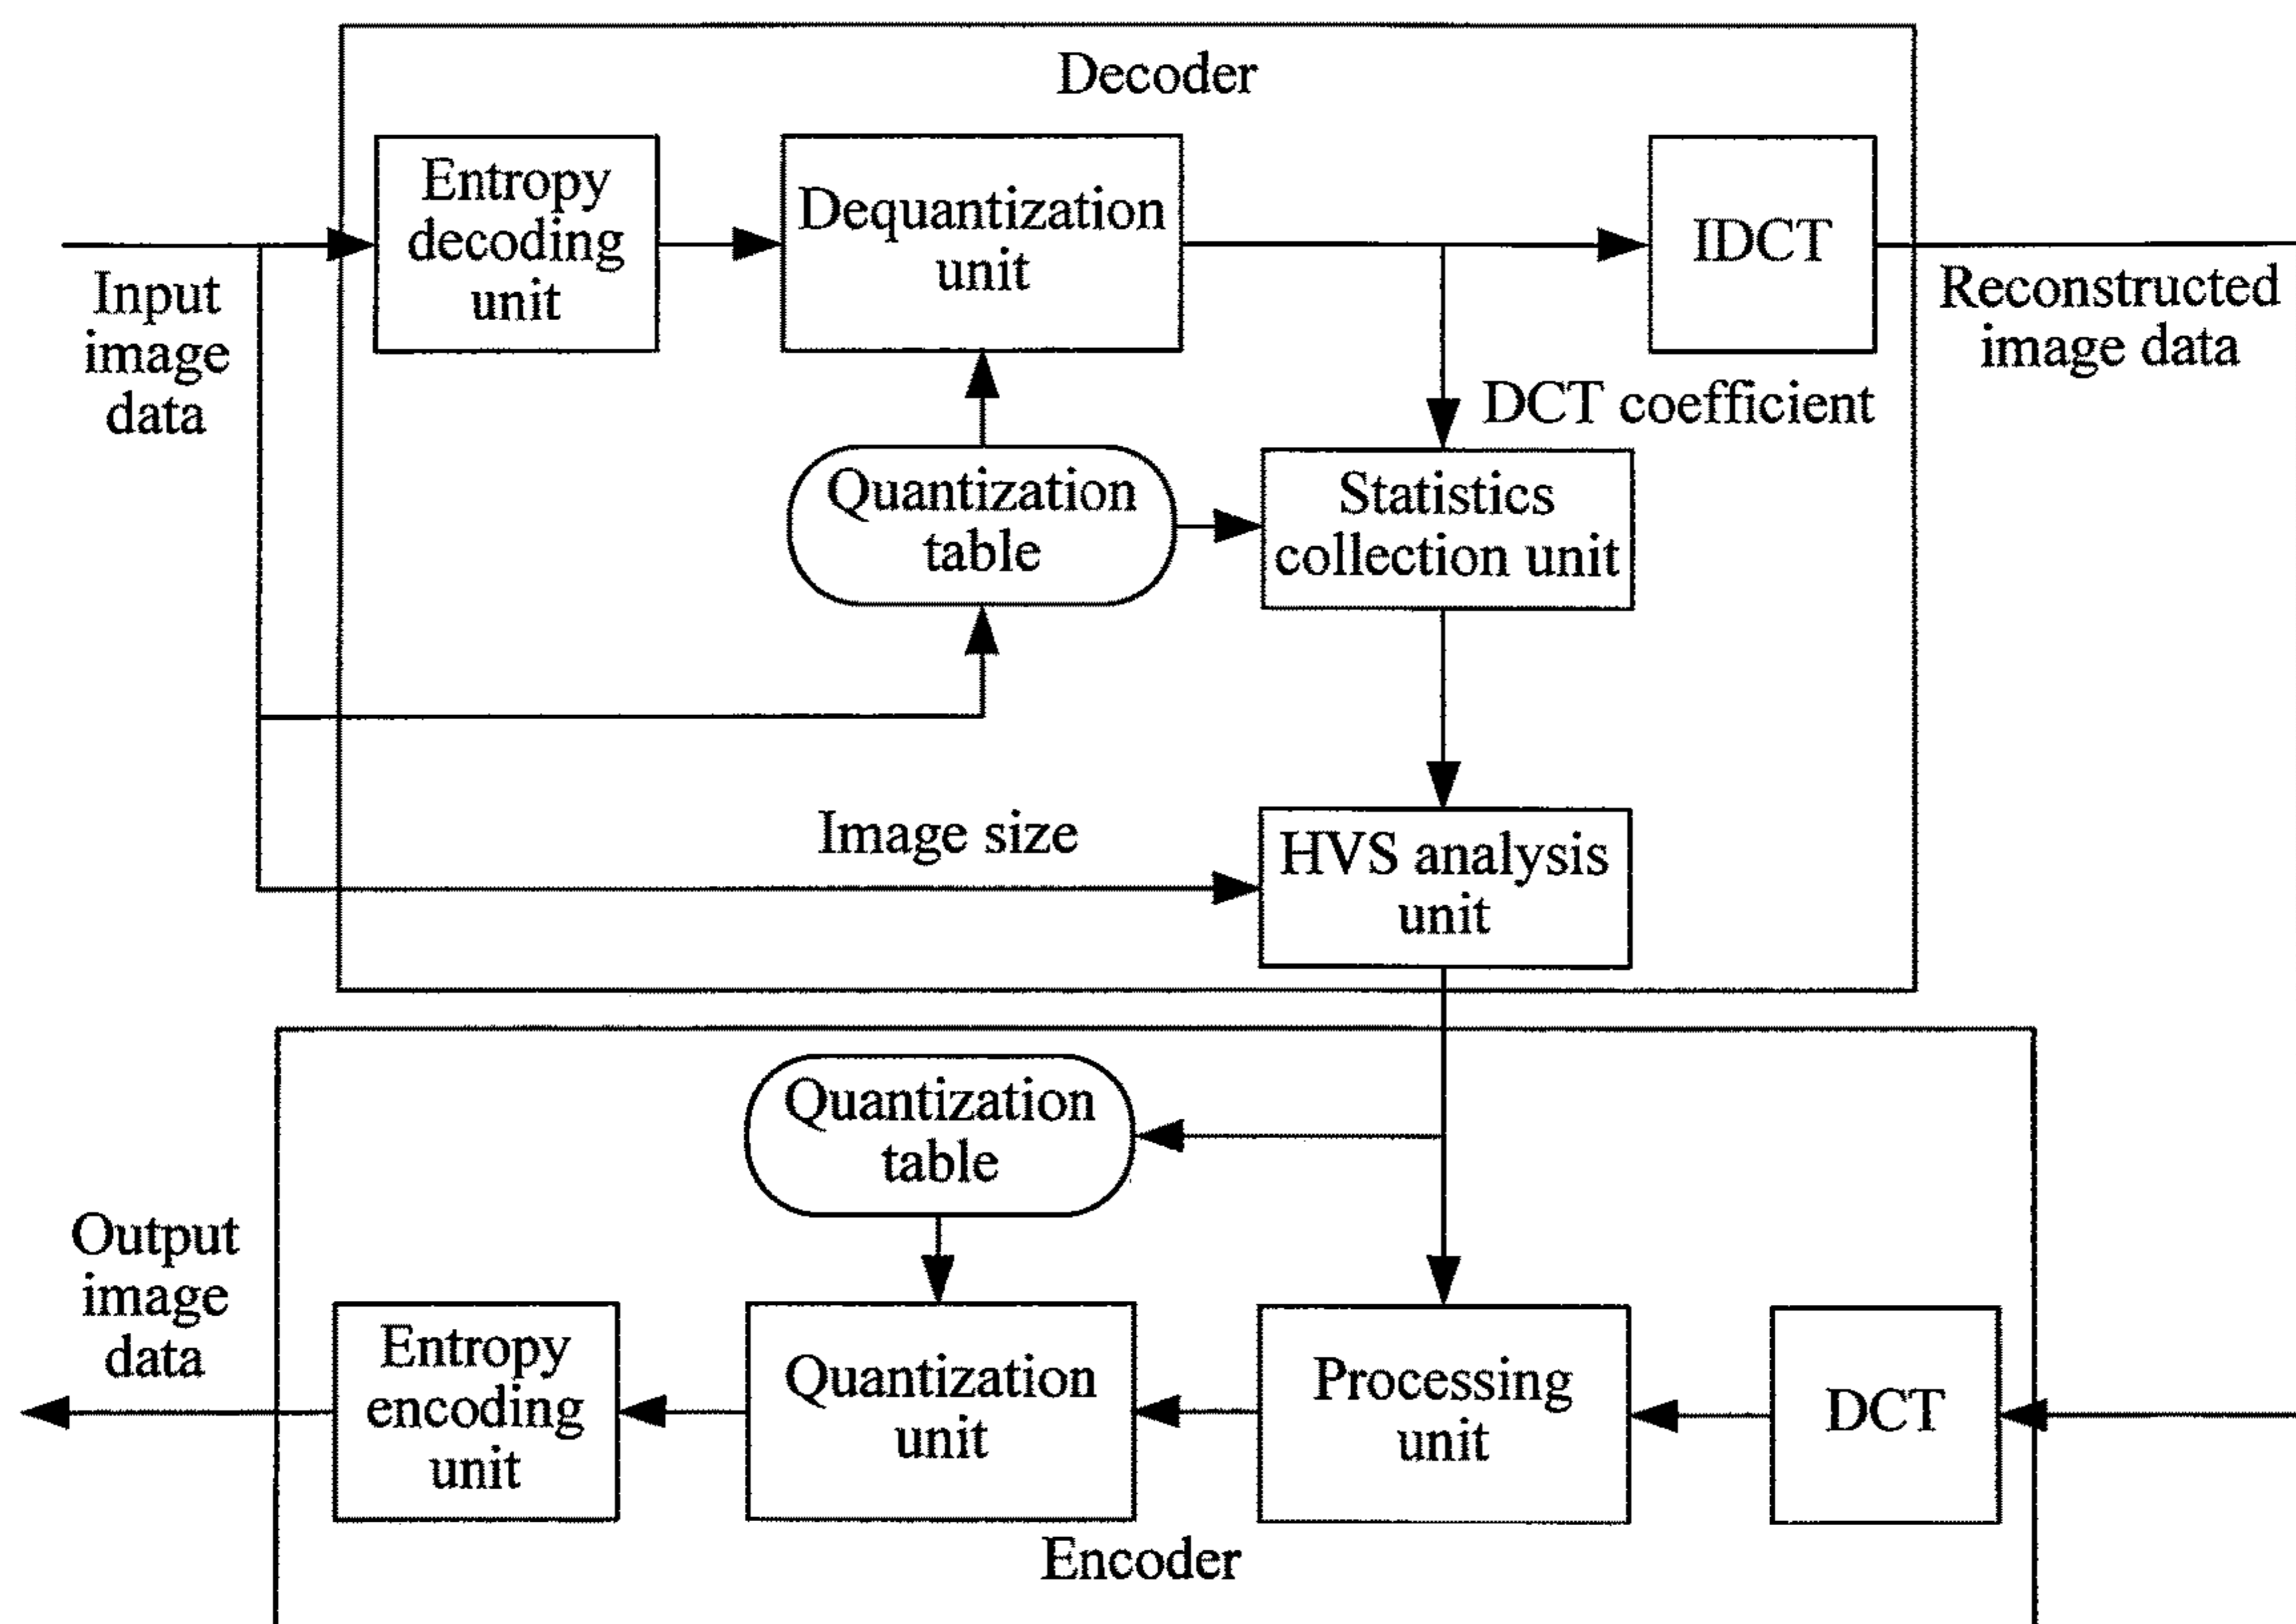 Decoder
Entropy
decoding
unit
Dequantization
unit
IDCT
Input
image
data
Reconstructed
image data
DCT coefficient
Quantization
table
Statistics
collection unit
Image size
HVS analysis
unit
Quantization
table
Output
image
data
Entropy
encoding
unit
Quantization
unit
Processing
unit
DCT
Encoder